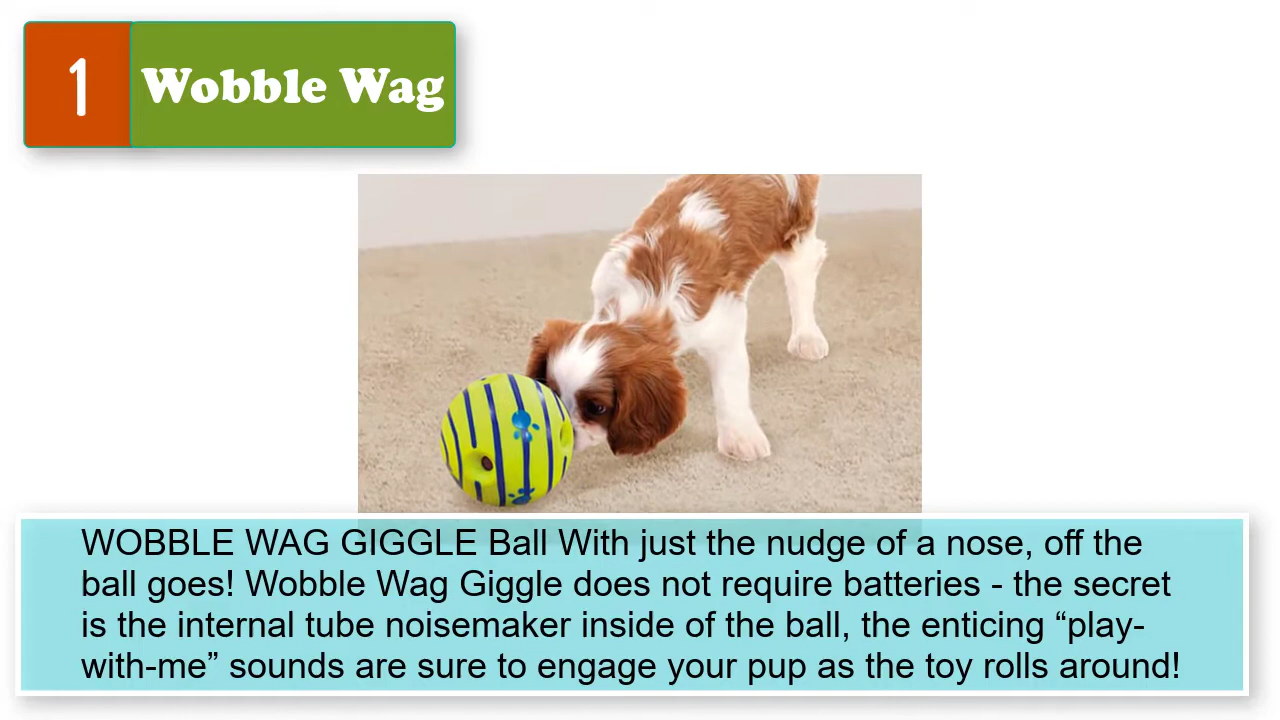 1
Wobble Wag
WOBBLE WAG GIGGLE Ball With just the nudge of a nose, off the
ball goes! Wobble Wag Giggle does not require batteries - the secret
is the internal tube noisemaker inside of the ball, the enticing “play-
with-me” sounds are sure to engage your pup as the toy rolls around!